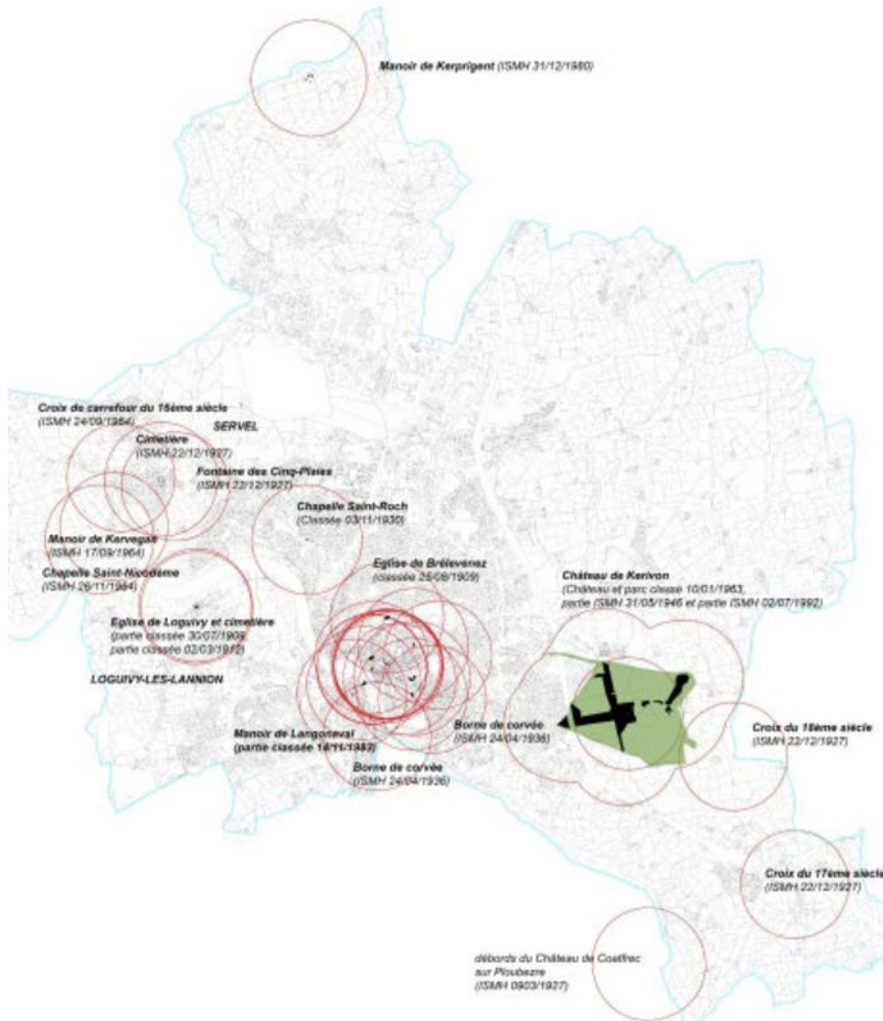 Manoir de Kerprigent (ISMH 31/12/1980)
Croix de carrefour du 16ème siècle
(ISMH 24/09/1964)
SERVEL
Cimetière
(ISMH 22/12/1927)
Fontaine des Cinq-Plaies
(ISMH 22/12/1927)
Chapelle Saint-Roch
(Classée 03/11/1930)
Manoir de Kervegan
(ISMH 17/09/1964)
Eglise de Brélevenez
(classée 25/06/1909)
Chapelle Saint-Nicodème
(ISMH 26/11/1964)
Château de Kerivon
(Château et parc classé 10/01/1963,
partie ISMH 31/05/1946 et partie ISMH 02/07/1992)
Eglise de Loguivy et cimetière
(partie classée 30/07/1909,
partie classée 02/03/1912)
LOGUIVY-LES-LANNION
Manoir de Langonaval
(partie classée 14/11/1983)
Borne de corvée
(ISMH 24/04/1936)
Croix du 18ème siècle
(ISMH 22/12/1927)
Borne de corvée
(ISMH 24/04/1936)
Croix du 17ème siècle
(ISMH 22/12/1927)
débords du Château de Coatfrec
sur Ploubezre
(ISMH 0903/1927)